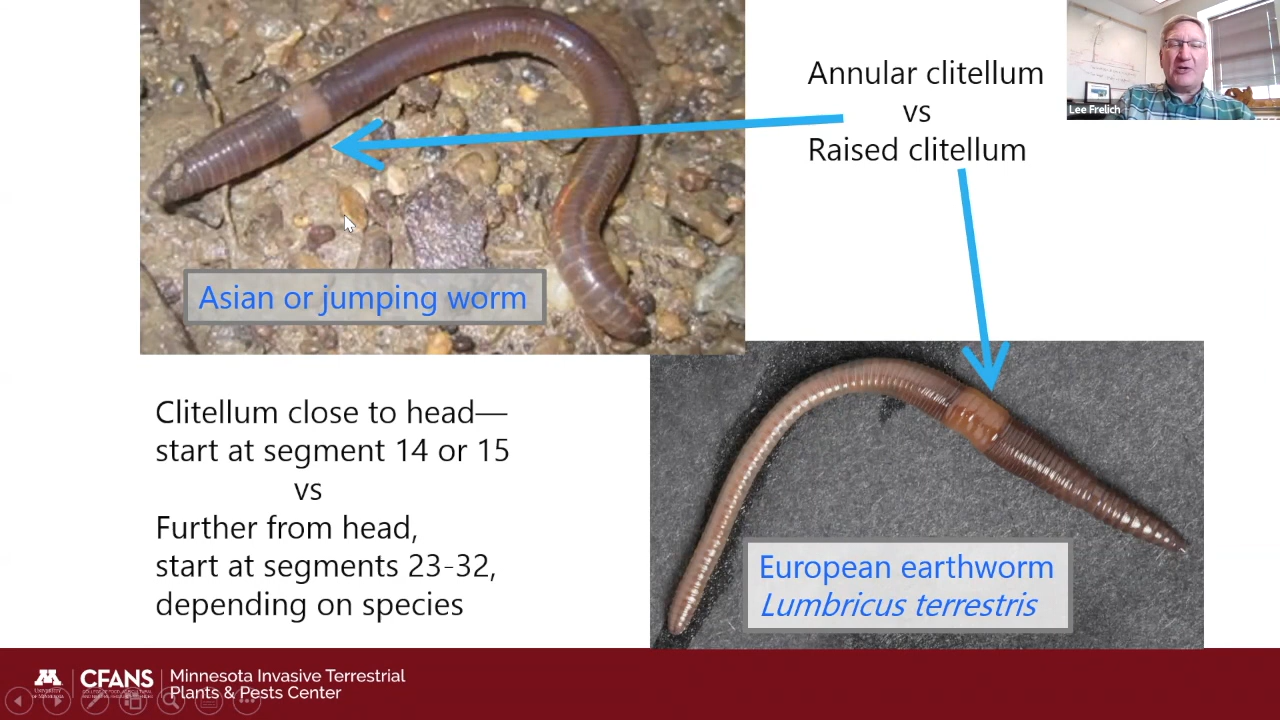 Annular clitellum
vs
Raised clitellum
Lee Frelich
Asian or jumping worm
Clitellum close to head—
start at segment 14 or 15
vs
Further from head,
start at segments 23-32,
depending on species
European earthworm
Lumbricus terrestris
CFANS
Minnesota Invasive Terrestrial
Plants & Pests Center